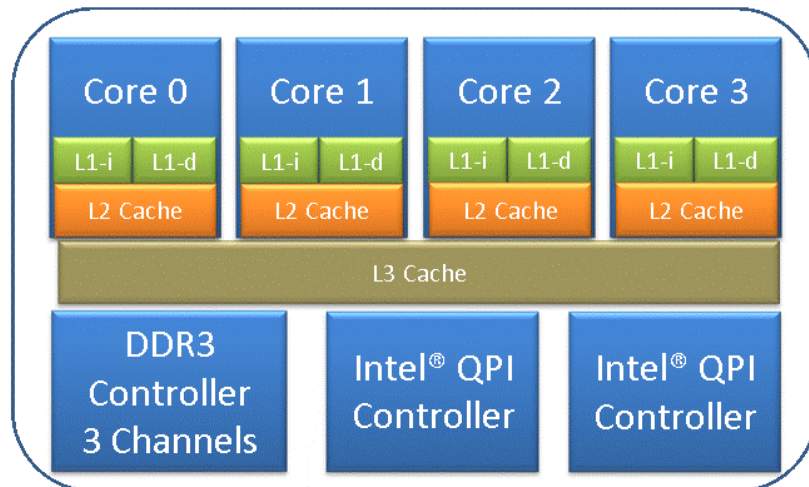 Core 0 Core 1 Core 2 Core 3
L1-i L1-d L1-i L1-d L1-i L1-d L1-i L1-d
L2 Cache L2 Cache L2 Cache L2 Cache
L3 Cache
DDR3
Controller
3 Channels
Intel® QPI
Controller
Intel® QPI
Controller